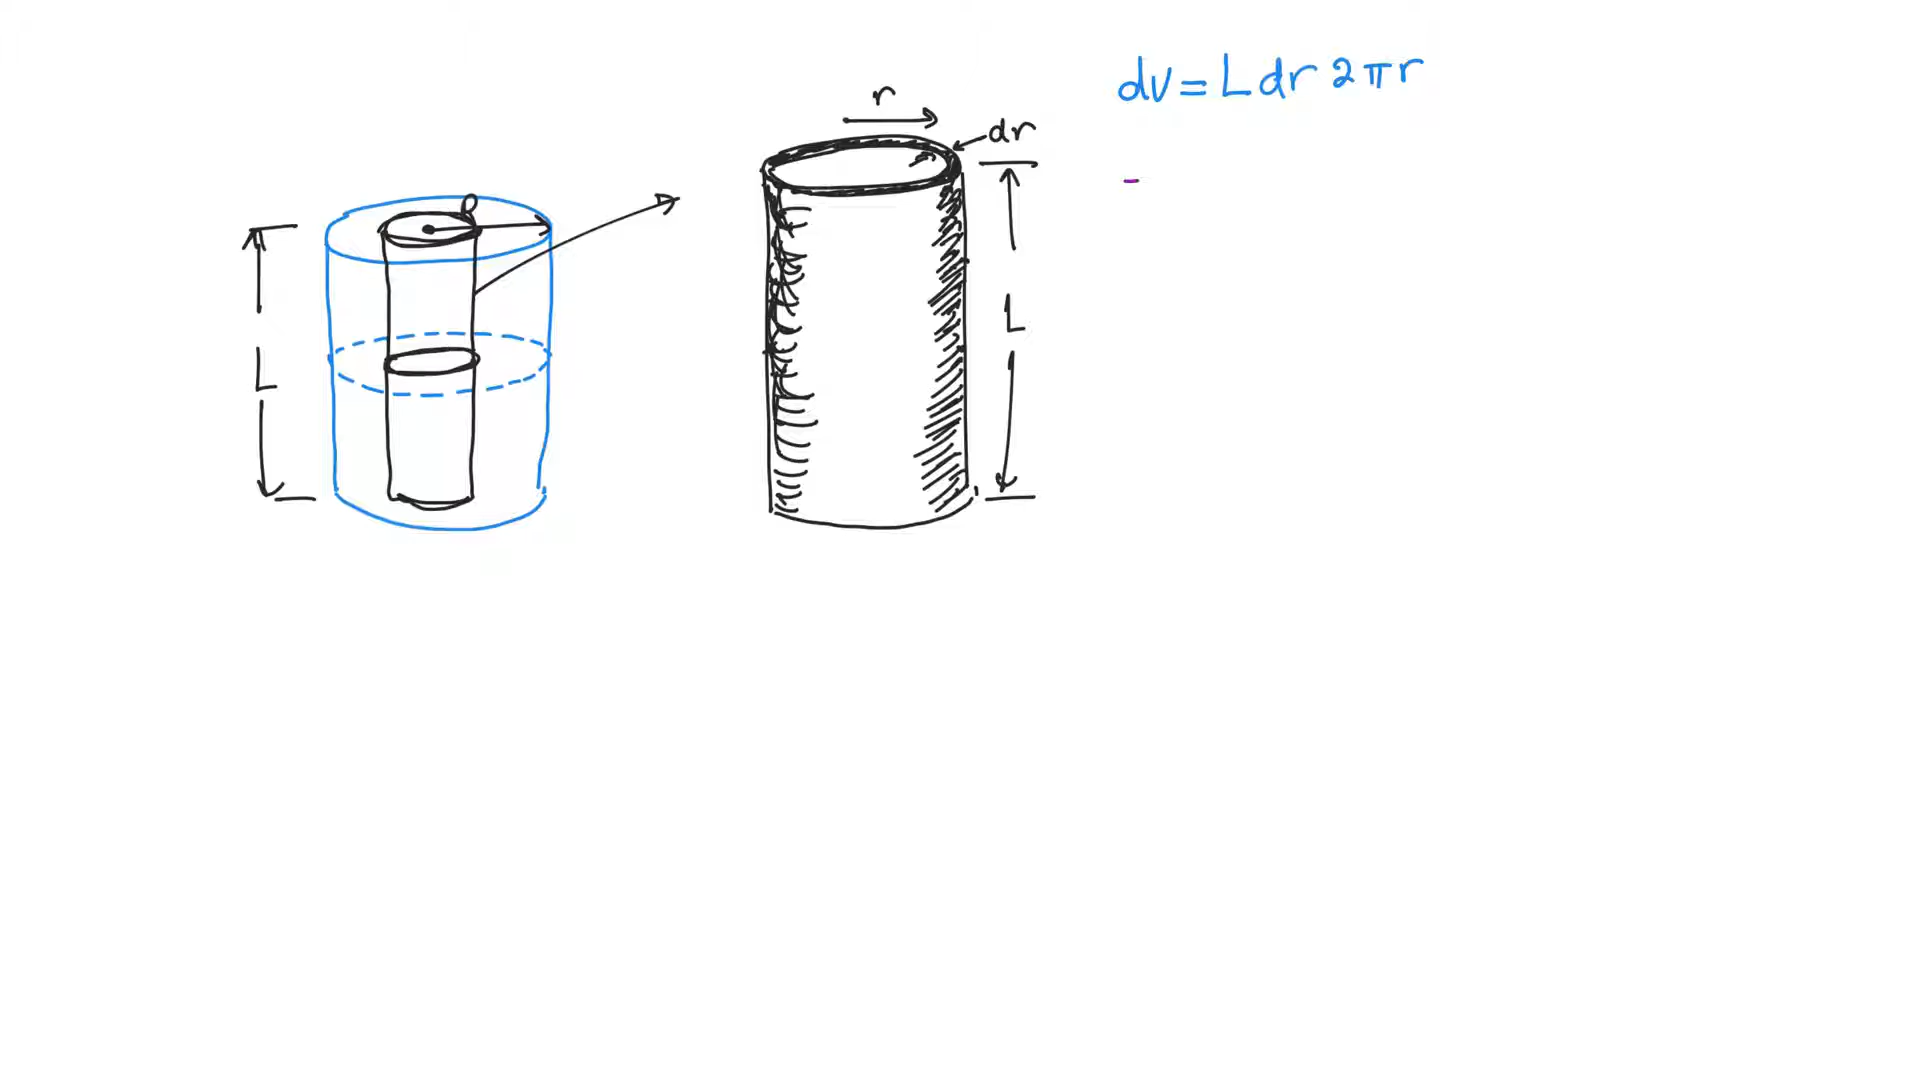 dv = L dr 2πr
r
dr
R
L
L